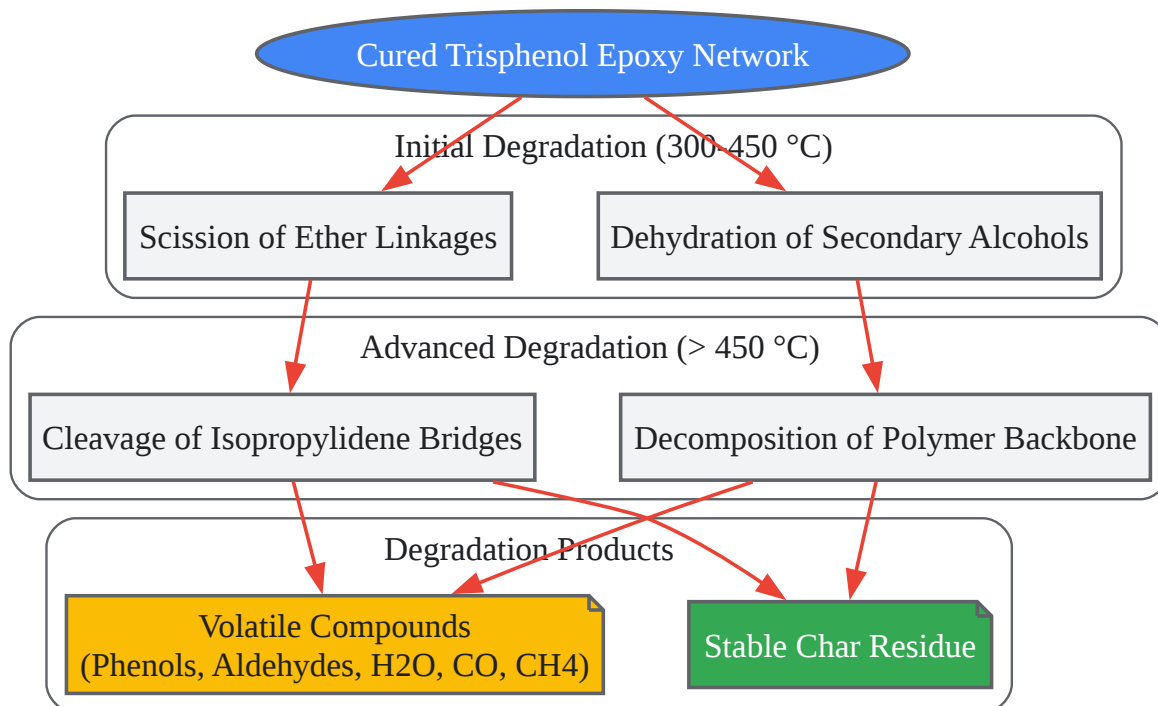 Cured Trisphenol Epoxy Network
Initial Degradation (300-450 °C)
Scission of Ether Linkages
Dehydration of Secondary Alcohols
Advanced Degradation (> 450 °C)
Cleavage of Isopropylidene Bridges
Decomposition of Polymer Backbone
Degradation Products
Volatile Compounds
(Phenols, Aldehydes, H2O, CO, CH4)
Stable Char Residue